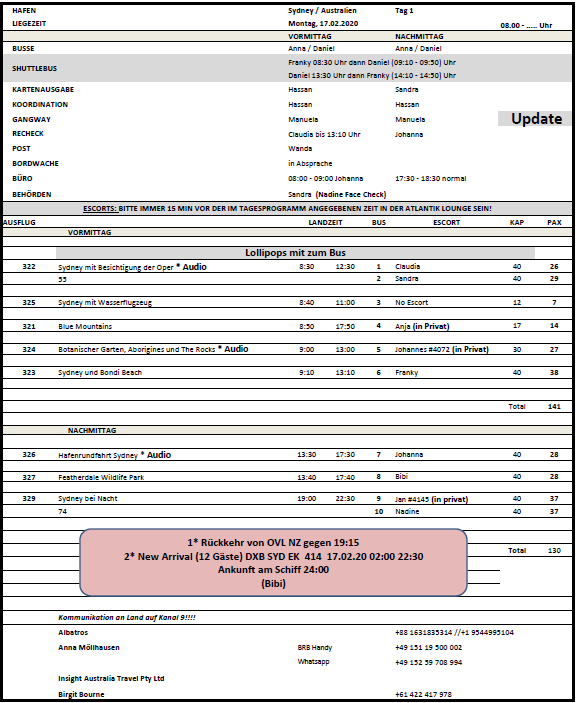 HAFEN Sydney / Australien Tag 1
LIEGEZEIT Montag, 17.02.2020 08.00 - ..... Uhr
VORMITTAG NACHMITTAG
BUSSE Anna / Daniel Anna / Daniel
SHUTTLEBUS Franky 08:30 Uhr dann Daniel (09:10 - 09:50) Uhr
Daniel 13:30 Uhr dann Franky (14:10 - 14:50) Uhr
KARTENAUSGABE Hassan Sandra
KOORDINATION Hassan Hassan
GANGWAY Manuela Manuela Update
RECHECK Claudia bis 13:10 Uhr Johanna
POST Wanda
BORDWACHE in Absprache
BÜRO 08:00 - 09:00 Johanna 17:30 - 18:30 normal
BEHÖRDEN Sandra (Nadine Face Check)
ESCORTS: BITTE IMMER 15 MIN VOR DER IM TAGESPROGRAMM ANGEGEBENEN ZEIT IN DER ATLANTIK LOUNGE SEIN!
AUSFLUG LANDZEIT BUS ESCORT KAP PAX
VORMITTAG
Lollipops mit zum Bus
322 Sydney mit Besichtigung der Oper * Audio 8:30 12:30 1 Claudia 40 26
55 2 Sandra 40 29
325 Sydney mit Wasserflugzeug 8:40 11:00 3 No Escort 12 7
321 Blue Mountains 8:50 17:50 4 Anja (in Privat) 17 14
324 Botanischer Garten, Aborigines und The Rocks * Audio 9:00 13:00 5 Johannes #4072 (in Privat) 30 27
323 Sydney und Bondi Beach 9:10 13:10 6 Franky 40 38
Total 141
NACHMITTAG
326 Hafenrundfahrt Sydney * Audio 13:30 17:30 7 Johanna 40 28
327 Featherdale Wildlife Park 13:40 17:40 8 Bibi 40 28
329 Sydney bei Nacht 19:00 22:30 9 Jan #4145 (in privat) 40 37
74 10 Nadine 40 37
1* Rückkehr von OVL NZ gegen 19:15
Total 130
2* New Arrival (12 Gäste) DXB SYD EK 414 17.02.20 02:00 22:30
Ankunft am Schiff 24:00
(Bibi)
Kommunikation an Land auf Kanal 9!!!!
Albatros +88 1631835314 //+1 9544995104
Anna Möllhausen BRB Handy +49 151 19 500 002
Whatsapp +49 152 59 708 994
Insight Australia Travel Pty Ltd
Birgit Bourne +61 422 417 978